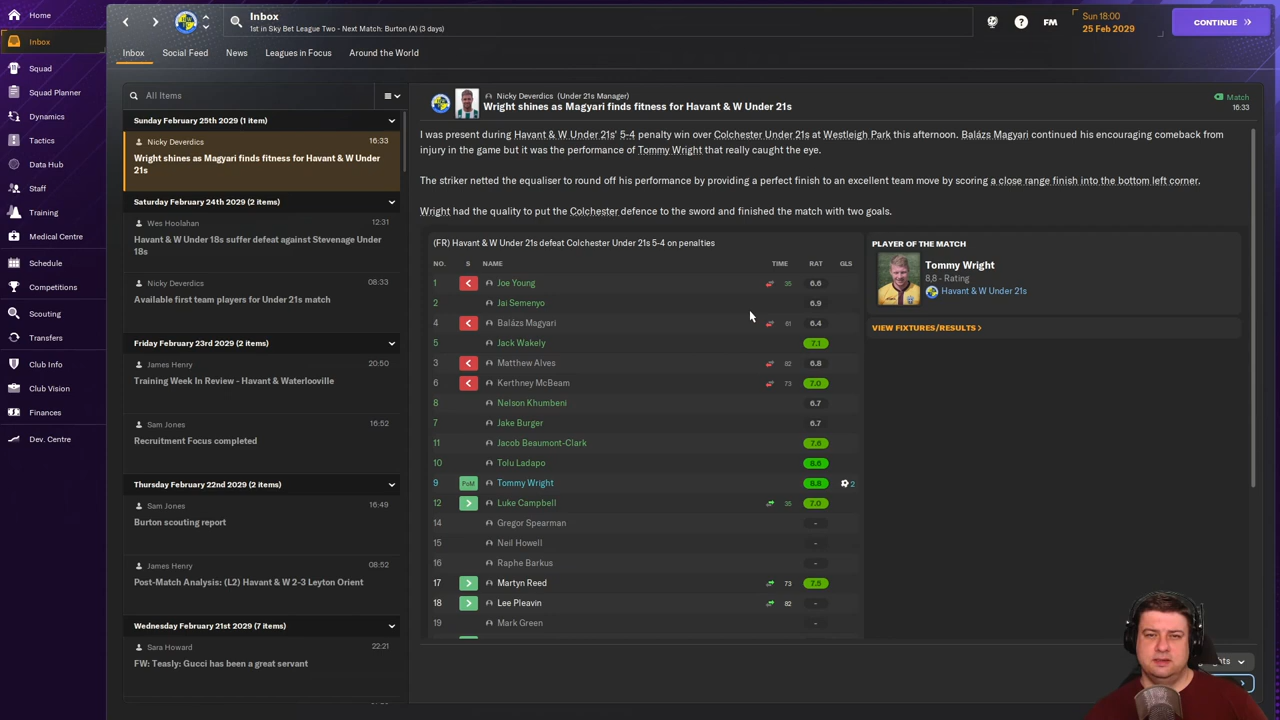 Home
Inbox
Squad
Squad Planner
Dynamics
Tactics
Data Hub
Staff
Training
Medical Centre
Schedule
Competitions
Scouting
Transfers
Club Info
Club Vision
Finances
Dev. Centre
Inbox
1st in Sky Bet League Two - Next Match: Burton (A) (3 days)
FM
Sun 18:00
25 Feb 2029
CONTINUE
Inbox
Social Feed
News
Leagues in Focus
Around the World
All Items
Sunday February 25th 2029 (1 item)
Nicky Deverdics 16:33
Wright shines as Magyari finds fitness for Havant & W Under
21s
Saturday February 24th 2029 (2 items)
Wes Hoolahan 12:31
Havant & W Under 18s suffer defeat against Stevenage Under
18s
Nicky Deverdics 08:33
Available first team players for Under 21s match
Friday February 23rd 2029 (2 items)
James Henry 20:50
Training Week In Review - Havant & Waterlooville
Sam Jones 16:52
Recruitment Focus completed
Thursday February 22nd 2029 (2 items)
Sam Jones 16:49
Burton scouting report
James Henry 08:52
Post-Match Analysis: (L2) Havant & W 2-3 Leyton Orient
Wednesday February 21st 2029 (7 items)
Sara Howard 22:21
FW: Teasly: Gucci has been a great servant
Nicky Deverdics (Under 21s Manager)
Wright shines as Magyari finds fitness for Havant & W Under 21s
Match
16:33
I was present during Havant & W Under 21s' 5-4 penalty win over Colchester Under 21s at Westleigh Park this afternoon. Balázs Magyari continued his encouraging comeback from
injury in the game but it was the performance of Tommy Wright that really caught the eye.
The striker netted the equaliser to round off his performance by providing a perfect finish to an excellent team move by scoring a close range finish into the bottom left corner.
Wright had the quality to put the Colchester defence to the sword and finished the match with two goals.
(FR) Havant & W Under 21s defeat Colchester Under 21s 5-4 on penalties
NO. S NAME TIME RAT GLS
1 Joe Young 35 6.6
2 Jai Semenyo 6.9
4 Balázs Magyari 61 6.4
5 Jack Wakely 7.1
3 Matthew Alves 82 6.8
6 Kerthney McBeam 73 7.0
8 Nelson Khumbeni 6.7
7 Jake Burger 6.7
11 Jacob Beaumont-Clark 7.6
10 Tolu Ladapo 8.6
9 PoM Tommy Wright 8.8 2
12 Luke Campbell 35 7.0
14 Gregor Spearman -
15 Neil Howell -
16 Raphe Barkus -
17 Martyn Reed 73 7.5
18 Lee Pleavin 82 -
19 Mark Green -
PLAYER OF THE MATCH
Tommy Wright
8.8 - Rating
Havant & W Under 21s
VIEW FIXTURES/RESULTS >